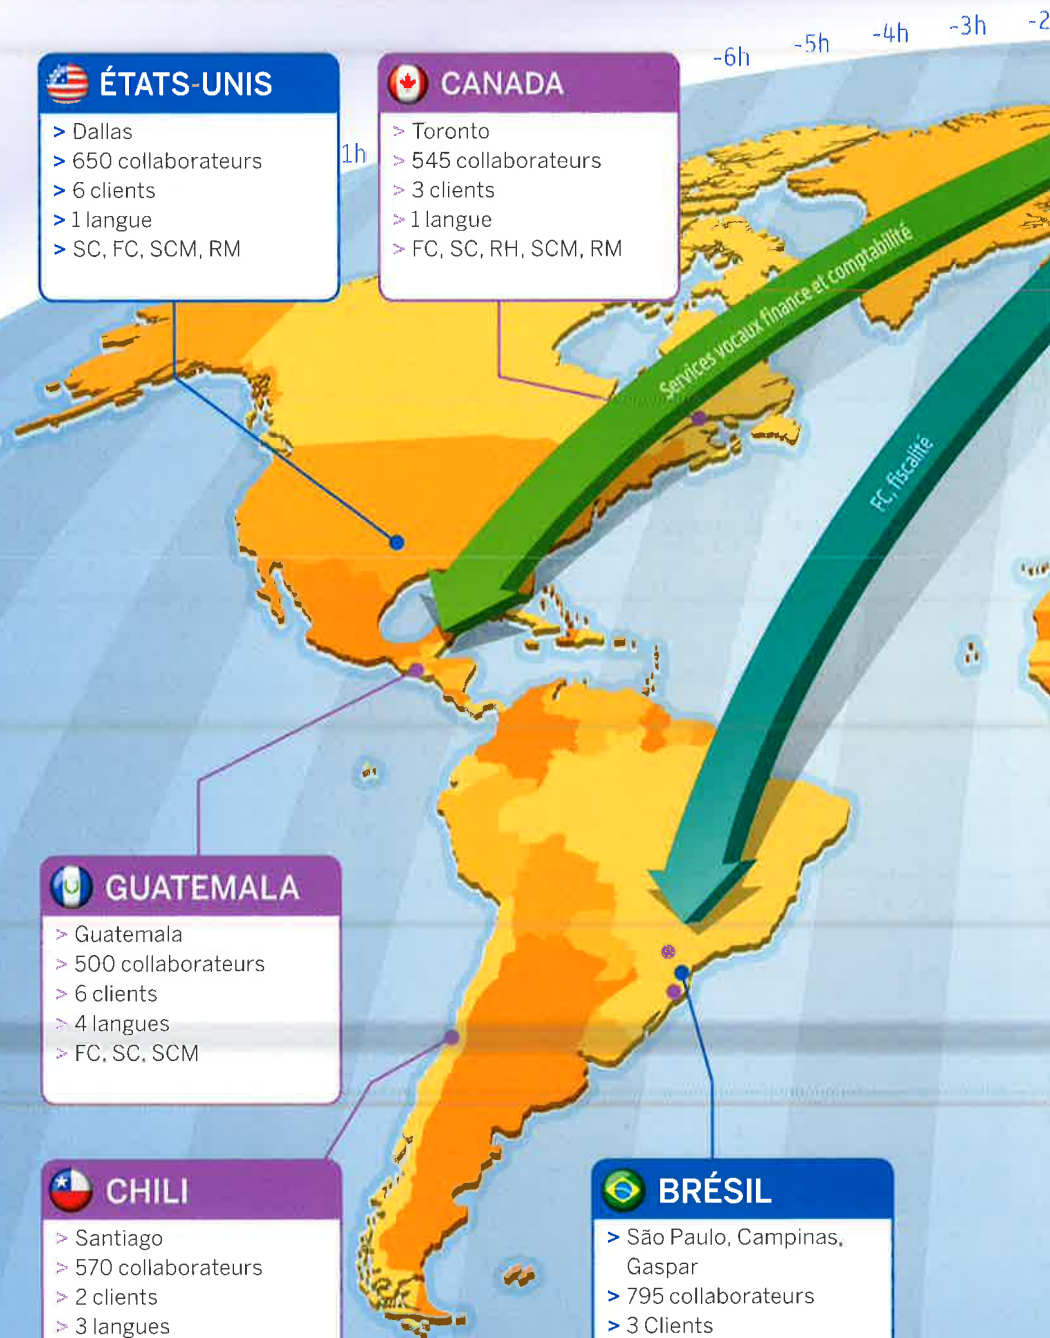 -6h
-5h
-4h
-3h
-2
1h
ÉTATS-UNIS
> Dallas
> 650 collaborateurs
> 6 clients
> 1 langue
> SC, FC, SCM, RM
CANADA
> Toronto
> 545 collaborateurs
> 3 clients
> 1 langue
> FC, SC, RH, SCM, RM
Services vocaux finance et comptabilité
FC, fiscalité
GUATEMALA
> Guatemala
> 500 collaborateurs
> 6 clients
> 4 langues
> FC, SC, SCM
CHILI
> Santiago
> 570 collaborateurs
> 2 clients
> 3 langues
BRÉSIL
> São Paulo, Campinas,
Gaspar
> 795 collaborateurs
> 3 Clients